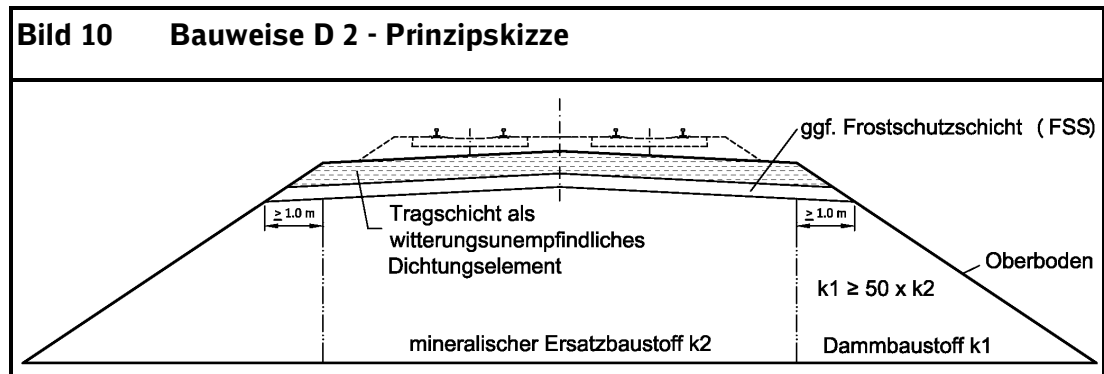 Bild 10 Bauweise D 2 - Prinzipskizze
ggf. Frostschutzschicht (FSS)
≥ 1.0 m
≥ 1.0 m
Tragschicht als
witterungsunempfindliches
Dichtungselement
Oberboden
k1 ≥ 50 x k2
mineralischer Ersatzbaustoff k2
Dammbaustoff k1